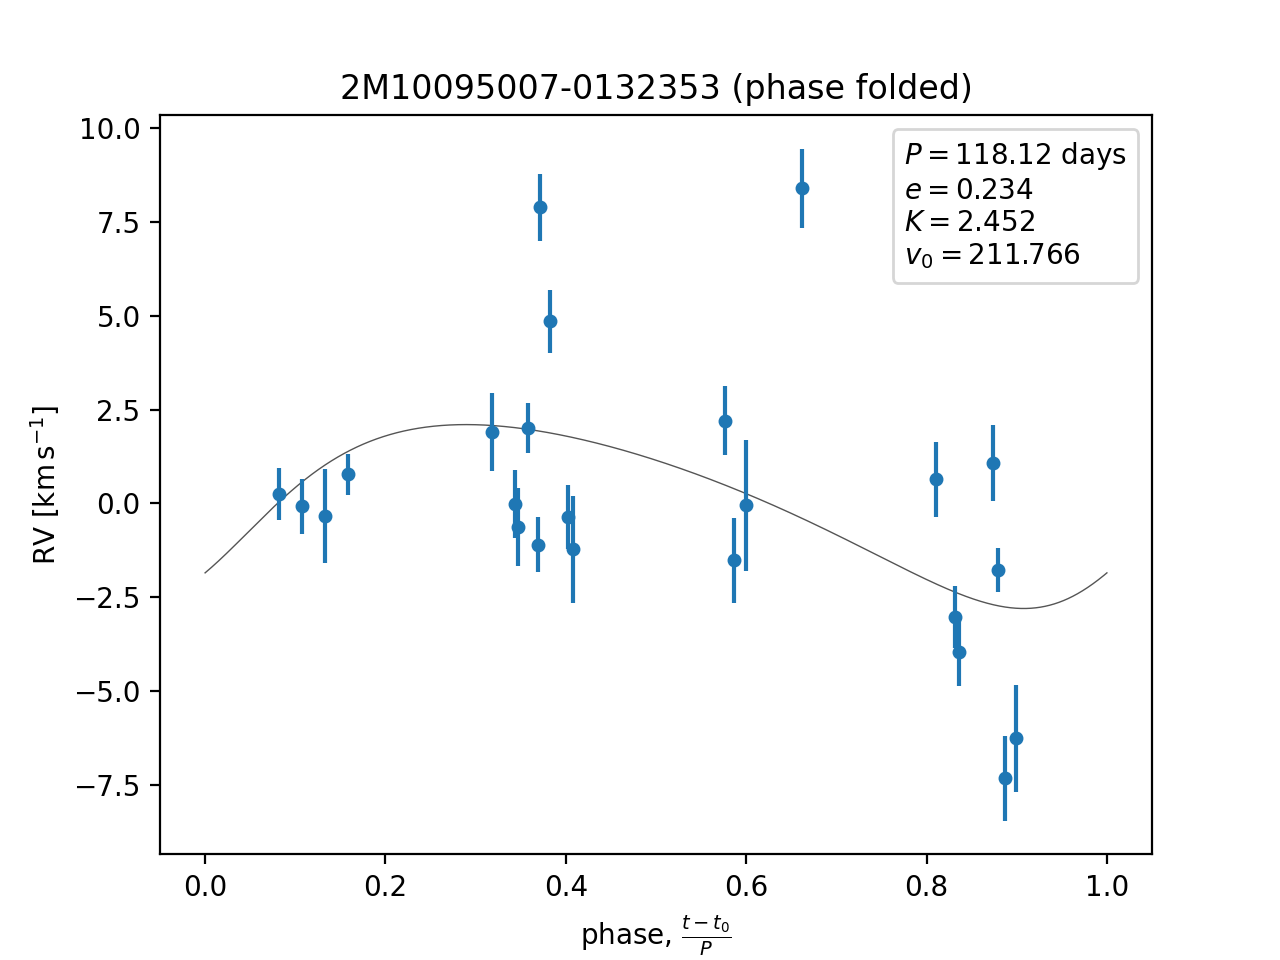 2M10095007-0132353 (phase folded)
P = 118.12 days
e = 0.234
K = 2.452
v₀ = 211.766
10.0
7.5
5.0
2.5
0.0
−2.5
−5.0
−7.5
RV [km s⁻¹]
0.0 0.2 0.4 0.6 0.8 1.0
phase, (t − t₀)/P